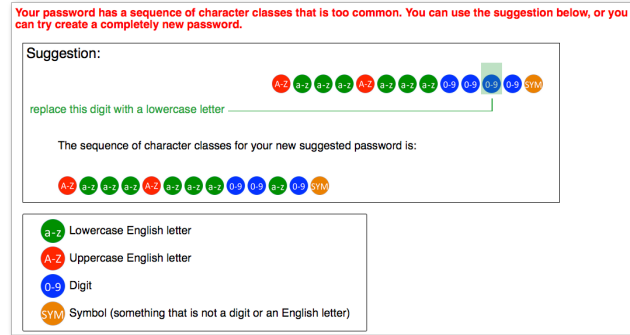 Your password has a sequence of character classes that is too common. You can use the suggestion below, or you
can try create a completely new password.
Suggestion:
A-Z a-z a-z a-z A-Z a-z a-z a-z 0-9 0-9 0-9 0-9 SYM
replace this digit with a lowercase letter
The sequence of character classes for your new suggested password is:
A-Z a-z a-z a-z A-Z a-z a-z a-z 0-9 0-9 a-z 0-9 SYM
a-z Lowercase English letter
A-Z Uppercase English letter
0-9 Digit
SYM Symbol (something that is not a digit or an English letter)